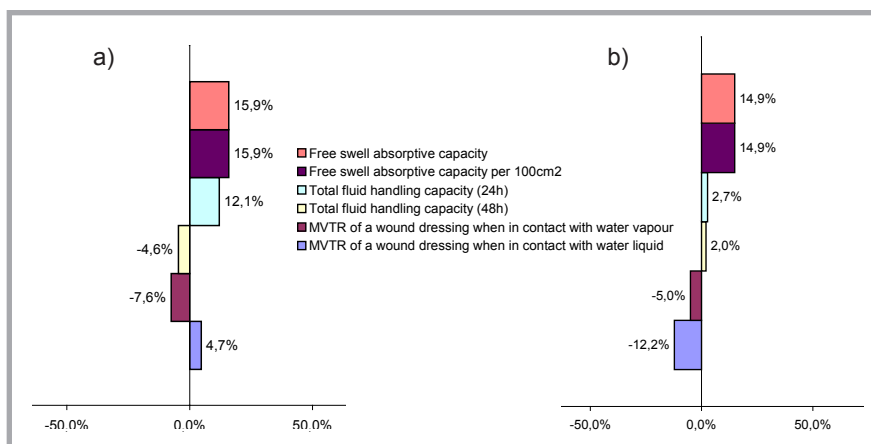 a)
15,9%
15,9%
12,1%
-4,6%
-7,6%
4,7%
-50,0%
0,0%
50,0%
Free swell absorptive capacity
Free swell absorptive capacity per 100cm2
Total fluid handling capacity (24h)
Total fluid handling capacity (48h)
MVTR of a wound dressing when in contact with water vapour
MVTR of a wound dressing when in contact with water liquid
b)
14,9%
14,9%
2,7%
2,0%
-5,0%
-12,2%
-50,0%
0,0%
50,0%